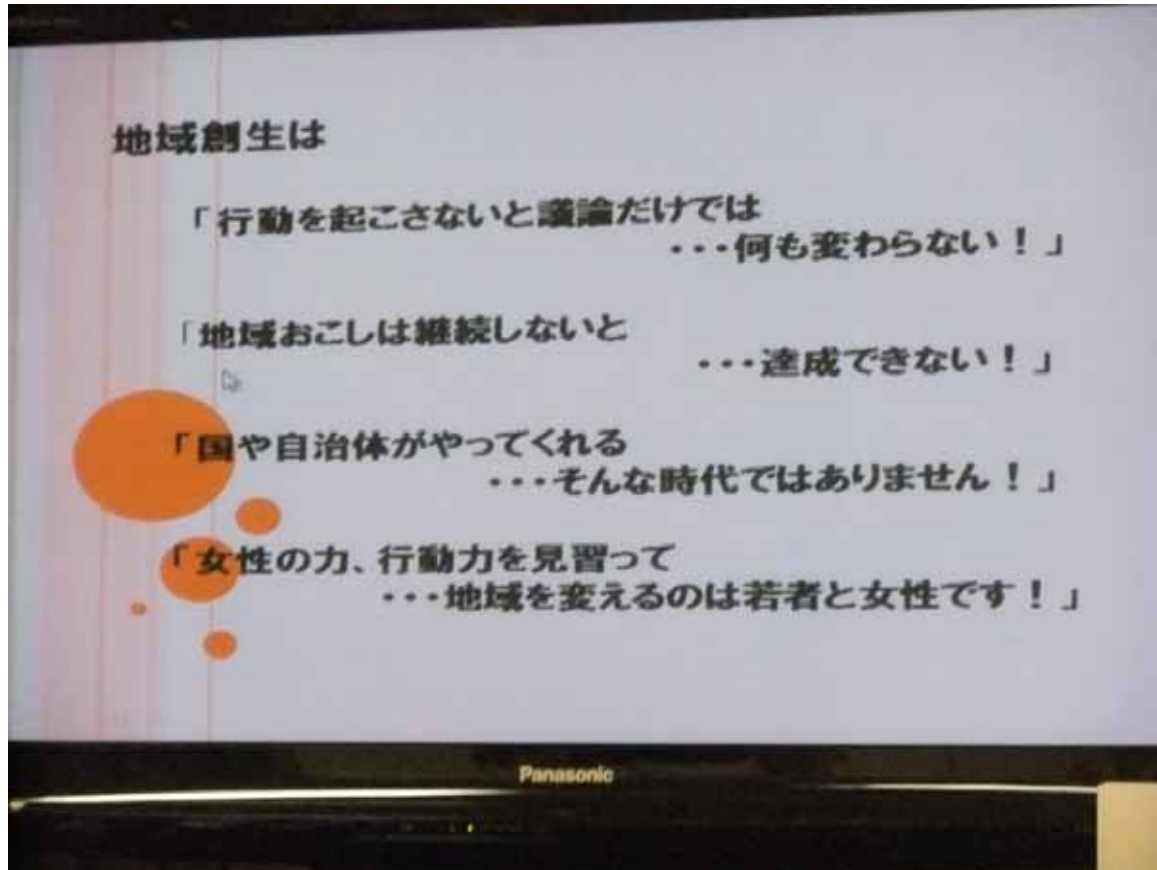 地域創生は
「行動を起こさないと議論だけでは
・・・何も変わらない！」
「地域おこしは継続しないと
・・・達成できない！」
「国や自治体がやってくれる
・・・そんな時代ではありません！」
「女性の力、行動力を見習って
・・・地域を変えるのは若者と女性です！」
Panasonic